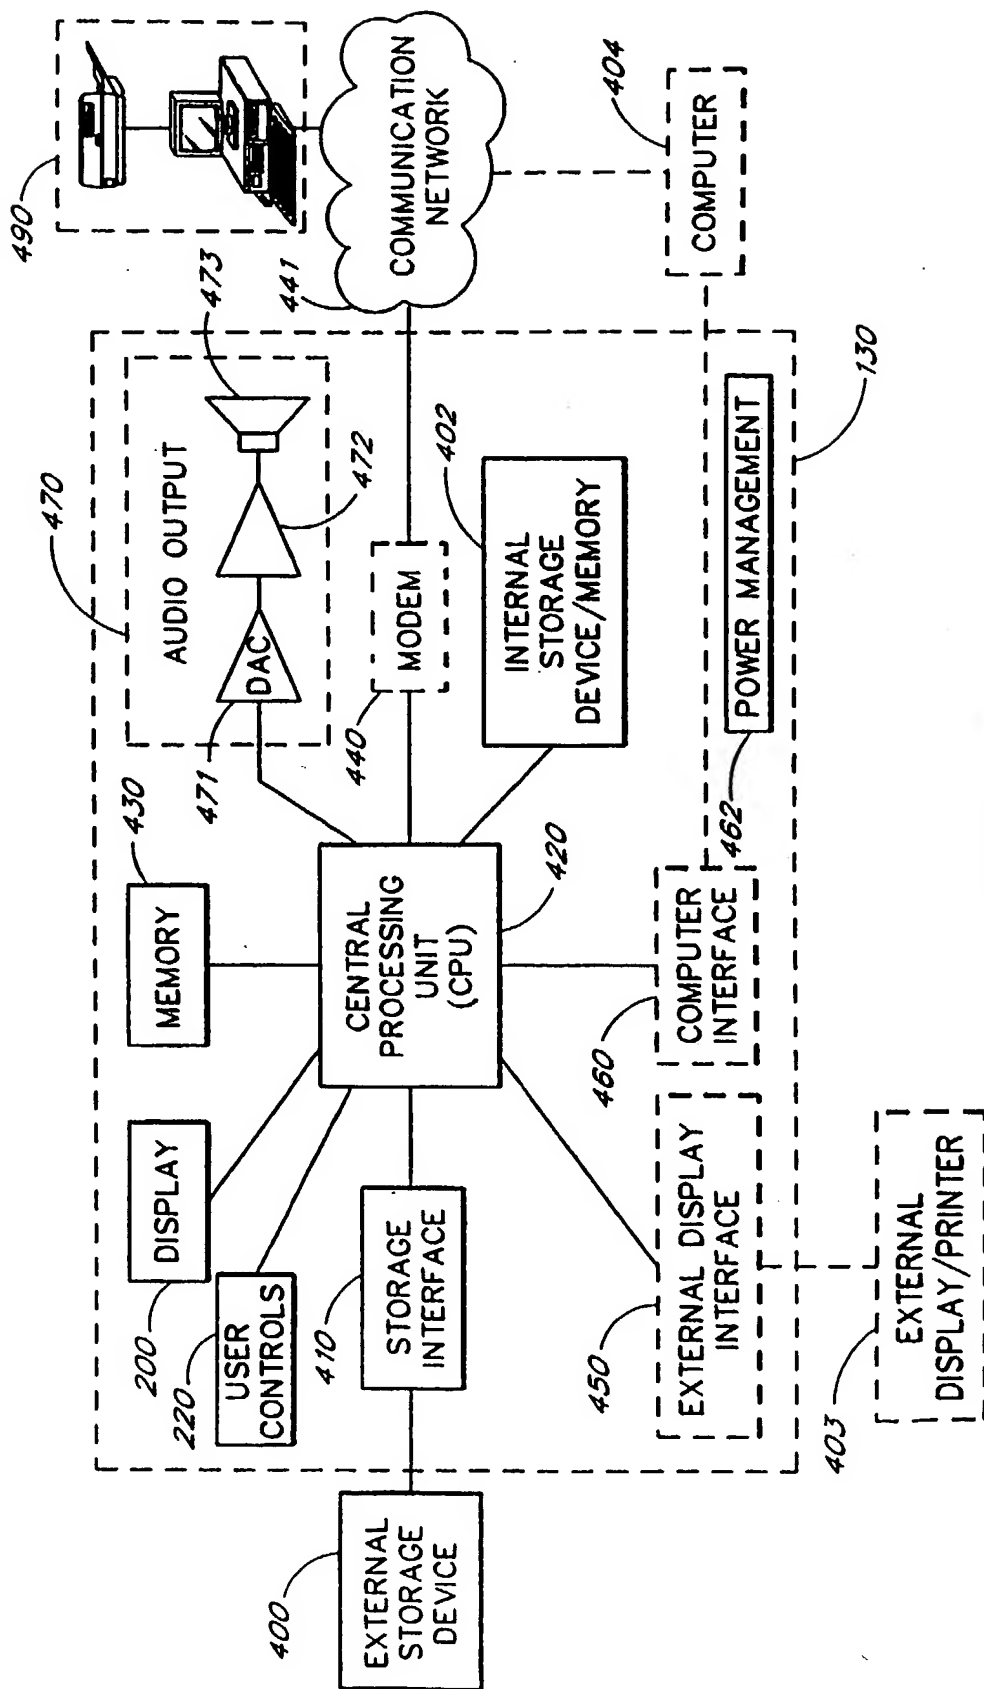 490
473
441
COMMUNICATION
NETWORK
404
COMPUTER
470
AUDIO OUTPUT
DAC
471
472
430
MEMORY
440
MODEM
402
INTERNAL
STORAGE
DEVICE/MEMORY
130
POWER MANAGEMENT
462
DISPLAY
200
USER
CONTROLS
220
CENTRAL
PROCESSING
UNIT
(CPU)
420
STORAGE
INTERFACE
410
COMPUTER
INTERFACE
460
EXTERNAL DISPLAY
INTERFACE
450
EXTERNAL
STORAGE
DEVICE
400
EXTERNAL
DISPLAY/PRINTER
403